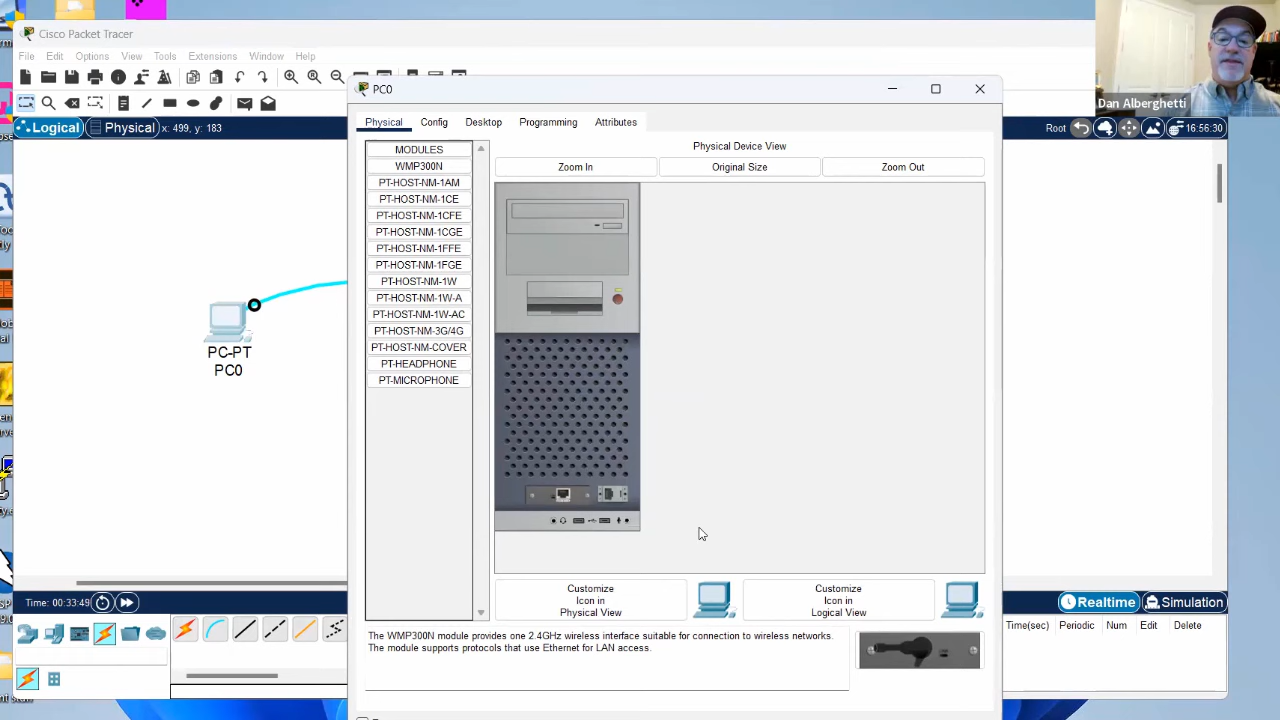 Cisco Packet Tracer
File Edit Options View Tools Extensions Window Help
PC0
Dan Alberghetti
Logical Physical x: 499, y: 183
Root 16:56:30
Physical Config Desktop Programming Attributes
MODULES
WMP300N
PT-HOST-NM-1AM
PT-HOST-NM-1CE
PT-HOST-NM-1CFE
PT-HOST-NM-1CGE
PT-HOST-NM-1FFE
PT-HOST-NM-1FGE
PT-HOST-NM-1W
PT-HOST-NM-1W-A
PT-HOST-NM-1W-AC
PT-HOST-NM-3G/4G
PT-HOST-NM-COVER
PT-HEADPHONE
PT-MICROPHONE
Physical Device View
Zoom In Original Size Zoom Out
PC-PT
PC0
Customize
Icon in
Physical View
Customize
Icon in
Logical View
Time: 00:33:49
Realtime Simulation
The WMP300N module provides one 2.4GHz wireless interface suitable for connection to wireless networks.
The module supports protocols that use Ethernet for LAN access.
Time(sec) Periodic Num Edit Delete